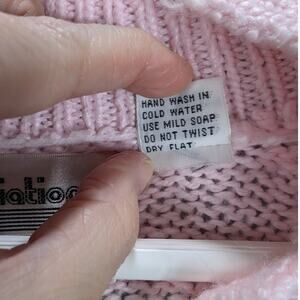 HAND WASH IN
COLD WATER
USE MILD SOAP
DO NOT TWIST
DRY FLAT